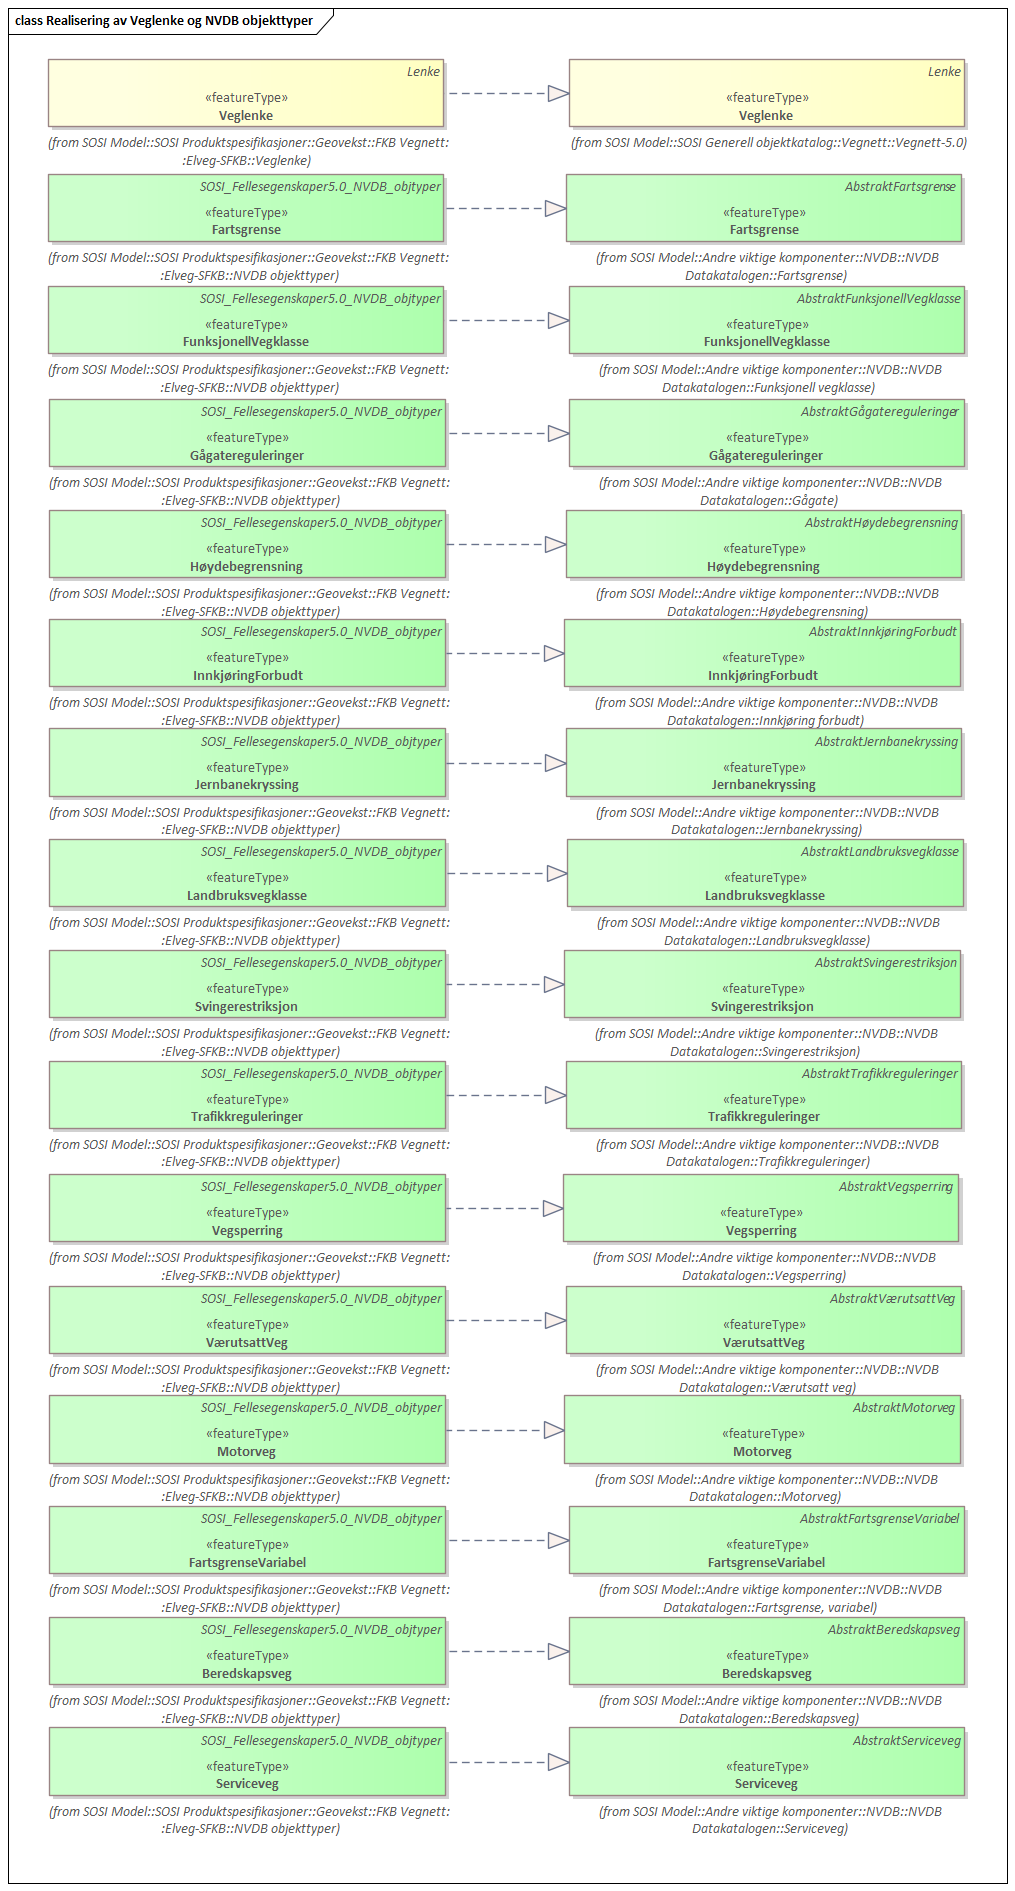 class Realisering av Veglenke og NVDB objekttyper
Lenke
«featureType»
Veglenke
(from SOSI Model::SOSI Produktspesifikasjoner::Geovekst::FKB Vegnett:
:Elveg-SFKB::Veglenke)
Lenke
«featureType»
Veglenke
(from SOSI Model::SOSI Generell objektkatalog::Vegnett::Vegnett-5.0)
SOSI_Fellesegenskaper5.0_NVDB_objtyper
«featureType»
Fartsgrense
(from SOSI Model::SOSI Produktspesifikasjoner::Geovekst::FKB Vegnett:
:Elveg-SFKB::NVDB objekttyper)
AbstraktFartsgrense
«featureType»
Fartsgrense
(from SOSI Model::Andre viktige komponenter::NVDB::NVDB
Datakatalogen::Fartsgrense)
SOSI_Fellesegenskaper5.0_NVDB_objtyper
«featureType»
FunksjonellVegklasse
(from SOSI Model::SOSI Produktspesifikasjoner::Geovekst::FKB Vegnett:
:Elveg-SFKB::NVDB objekttyper)
AbstraktFunksjonellVegklasse
«featureType»
FunksjonellVegklasse
(from SOSI Model::Andre viktige komponenter::NVDB::NVDB
Datakatalogen::Funksjonell vegklasse)
SOSI_Fellesegenskaper5.0_NVDB_objtyper
«featureType»
Gågatereguleringer
(from SOSI Model::SOSI Produktspesifikasjoner::Geovekst::FKB Vegnett:
:Elveg-SFKB::NVDB objekttyper)
AbstraktGågatereguleringer
«featureType»
Gågatereguleringer
(from SOSI Model::Andre viktige komponenter::NVDB::NVDB
Datakatalogen::Gågate)
SOSI_Fellesegenskaper5.0_NVDB_objtyper
«featureType»
Høydebegrensning
(from SOSI Model::SOSI Produktspesifikasjoner::Geovekst::FKB Vegnett:
:Elveg-SFKB::NVDB objekttyper)
AbstraktHøydebegrensning
«featureType»
Høydebegrensning
(from SOSI Model::Andre viktige komponenter::NVDB::NVDB
Datakatalogen::Høydebegrensning)
SOSI_Fellesegenskaper5.0_NVDB_objtyper
«featureType»
InnkjøringForbudt
(from SOSI Model::SOSI Produktspesifikasjoner::Geovekst::FKB Vegnett:
:Elveg-SFKB::NVDB objekttyper)
AbstraktInnkjøringForbudt
«featureType»
InnkjøringForbudt
(from SOSI Model::Andre viktige komponenter::NVDB::NVDB
Datakatalogen::Innkjøring forbudt)
SOSI_Fellesegenskaper5.0_NVDB_objtyper
«featureType»
Jernbanekryssing
(from SOSI Model::SOSI Produktspesifikasjoner::Geovekst::FKB Vegnett:
:Elveg-SFKB::NVDB objekttyper)
AbstraktJernbanekryssing
«featureType»
Jernbanekryssing
(from SOSI Model::Andre viktige komponenter::NVDB::NVDB
Datakatalogen::Jernbanekryssing)
SOSI_Fellesegenskaper5.0_NVDB_objtyper
«featureType»
Landbruksvegklasse
(from SOSI Model::SOSI Produktspesifikasjoner::Geovekst::FKB Vegnett:
:Elveg-SFKB::NVDB objekttyper)
AbstraktLandbruksvegklasse
«featureType»
Landbruksvegklasse
(from SOSI Model::Andre viktige komponenter::NVDB::NVDB
Datakatalogen::Landbruksvegklasse)
SOSI_Fellesegenskaper5.0_NVDB_objtyper
«featureType»
Svingerestriksjon
(from SOSI Model::SOSI Produktspesifikasjoner::Geovekst::FKB Vegnett:
:Elveg-SFKB::NVDB objekttyper)
AbstraktSvingerestriksjon
«featureType»
Svingerestriksjon
(from SOSI Model::Andre viktige komponenter::NVDB::NVDB
Datakatalogen::Svingerestriksjon)
SOSI_Fellesegenskaper5.0_NVDB_objtyper
«featureType»
Trafikkreguleringer
(from SOSI Model::SOSI Produktspesifikasjoner::Geovekst::FKB Vegnett:
:Elveg-SFKB::NVDB objekttyper)
AbstraktTrafikkreguleringer
«featureType»
Trafikkreguleringer
(from SOSI Model::Andre viktige komponenter::NVDB::NVDB
Datakatalogen::Trafikkreguleringer)
SOSI_Fellesegenskaper5.0_NVDB_objtyper
«featureType»
Vegsperring
(from SOSI Model::SOSI Produktspesifikasjoner::Geovekst::FKB Vegnett:
:Elveg-SFKB::NVDB objekttyper)
AbstraktVegsperring
«featureType»
Vegsperring
(from SOSI Model::Andre viktige komponenter::NVDB::NVDB
Datakatalogen::Vegsperring)
SOSI_Fellesegenskaper5.0_NVDB_objtyper
«featureType»
VærutsattVeg
(from SOSI Model::SOSI Produktspesifikasjoner::Geovekst::FKB Vegnett:
:Elveg-SFKB::NVDB objekttyper)
AbstraktVærutsattVeg
«featureType»
VærutsattVeg
(from SOSI Model::Andre viktige komponenter::NVDB::NVDB
Datakatalogen::Værutsatt veg)
SOSI_Fellesegenskaper5.0_NVDB_objtyper
«featureType»
Motorveg
(from SOSI Model::SOSI Produktspesifikasjoner::Geovekst::FKB Vegnett:
:Elveg-SFKB::NVDB objekttyper)
AbstraktMotorveg
«featureType»
Motorveg
(from SOSI Model::Andre viktige komponenter::NVDB::NVDB
Datakatalogen::Motorveg)
SOSI_Fellesegenskaper5.0_NVDB_objtyper
«featureType»
FartsgrenseVariabel
(from SOSI Model::SOSI Produktspesifikasjoner::Geovekst::FKB Vegnett:
:Elveg-SFKB::NVDB objekttyper)
AbstraktFartsgrenseVariabel
«featureType»
FartsgrenseVariabel
(from SOSI Model::Andre viktige komponenter::NVDB::NVDB
Datakatalogen::Fartsgrense, variabel)
SOSI_Fellesegenskaper5.0_NVDB_objtyper
«featureType»
Beredskapsveg
(from SOSI Model::SOSI Produktspesifikasjoner::Geovekst::FKB Vegnett:
:Elveg-SFKB::NVDB objekttyper)
AbstraktBeredskapsveg
«featureType»
Beredskapsveg
(from SOSI Model::Andre viktige komponenter::NVDB::NVDB
Datakatalogen::Beredskapsveg)
SOSI_Fellesegenskaper5.0_NVDB_objtyper
«featureType»
Serviceveg
(from SOSI Model::SOSI Produktspesifikasjoner::Geovekst::FKB Vegnett:
:Elveg-SFKB::NVDB objekttyper)
AbstraktServiceveg
«featureType»
Serviceveg
(from SOSI Model::Andre viktige komponenter::NVDB::NVDB
Datakatalogen::Serviceveg)